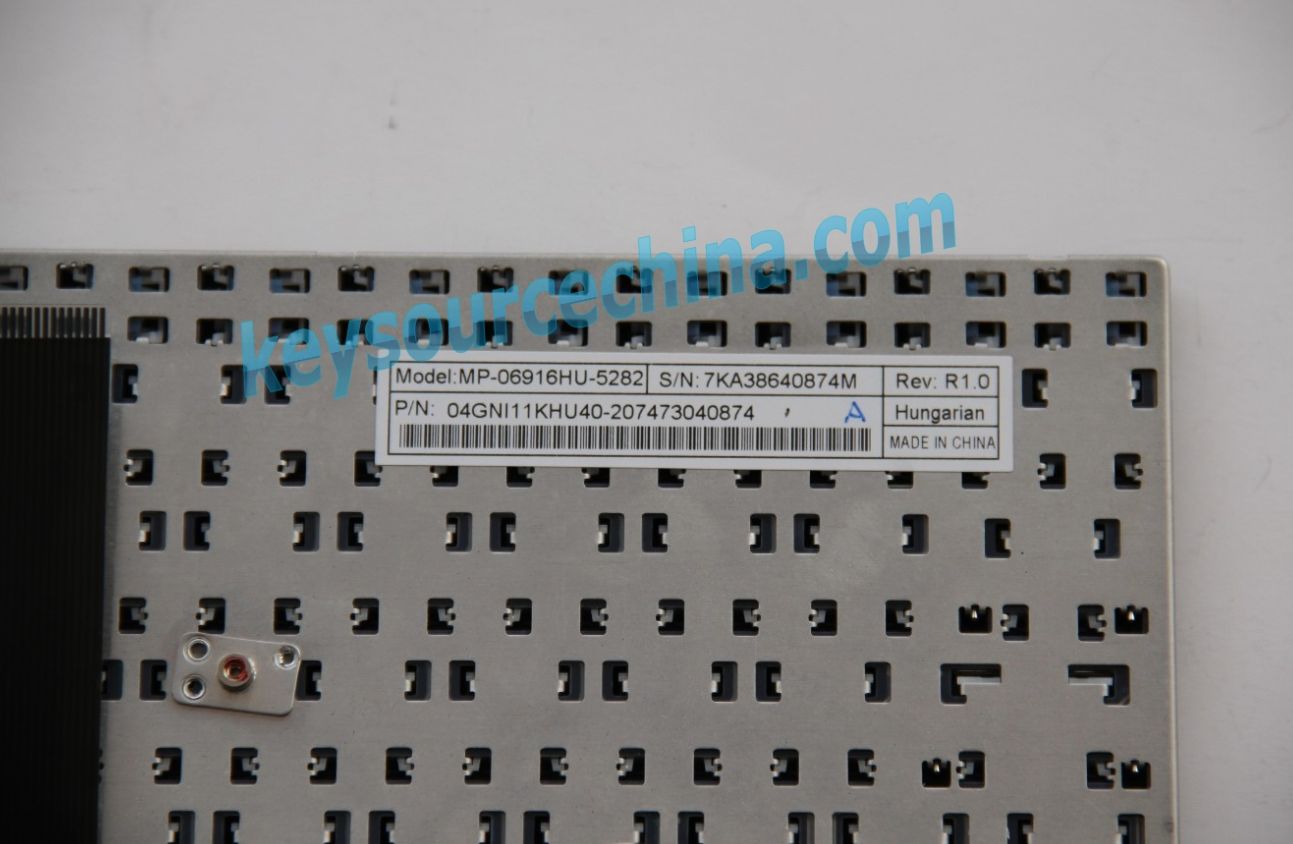 keysourcechina.com
Model:MP-06916HU-5282 S/N:7KA38640874M Rev: R1.0
P/N: 04GNI11KHU40-207473040874 , A Hungarian
MADE IN CHINA